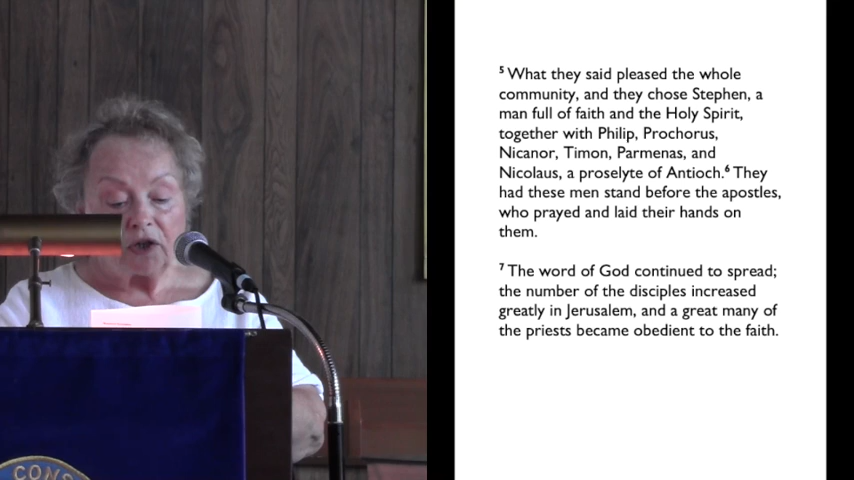 ⁵ What they said pleased the whole
community, and they chose Stephen, a
man full of faith and the Holy Spirit,
together with Philip, Prochorus,
Nicanor, Timon, Parmenas, and
Nicolaus, a proselyte of Antioch.⁶ They
had these men stand before the apostles,
who prayed and laid their hands on
them.
⁷ The word of God continued to spread;
the number of the disciples increased
greatly in Jerusalem, and a great many of
the priests became obedient to the faith.
CONS